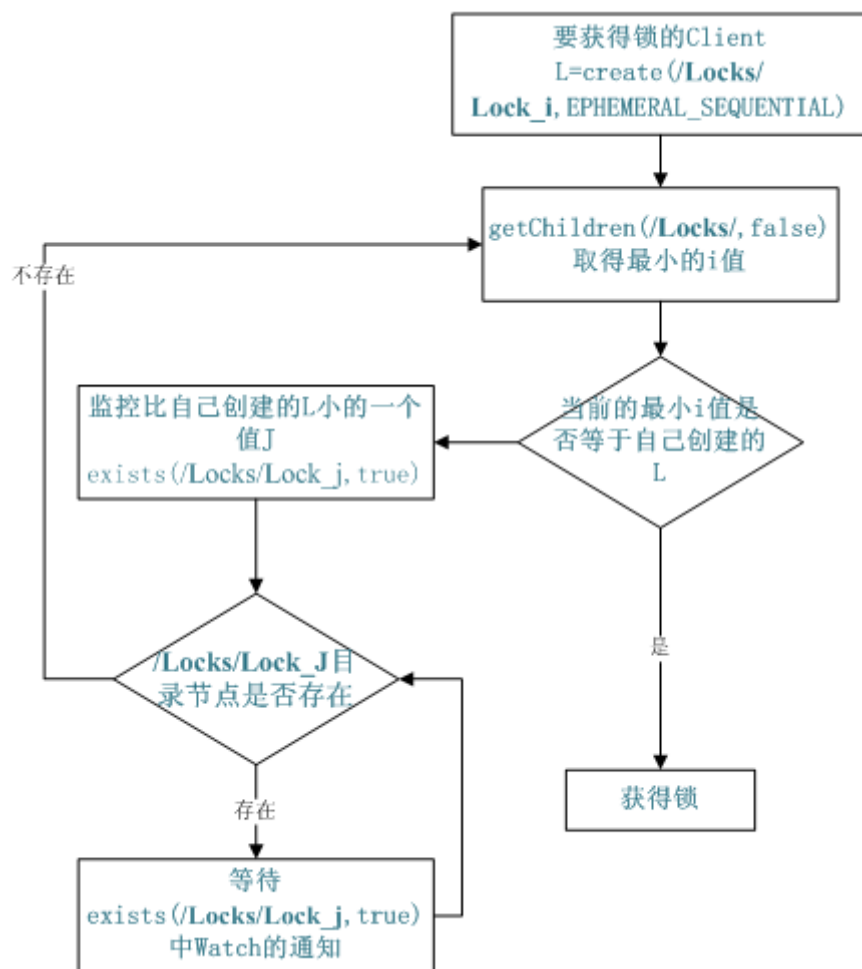 要获得锁的Client
L=create(/Locks/
Lock_i,EPHEMERAL_SEQUENTIAL)
getChildren(/Locks/,false)
取得最小的i值
不存在
当前的最小i值是
否等于自己创建的
L
监控比自己创建的L小的一个
值J
exists(/Locks/Lock_j,true)
/Locks/Lock_J目
录节点是否存在
是
存在
获得锁
等待
exists(/Locks/Lock_j,true)
中Watch的通知